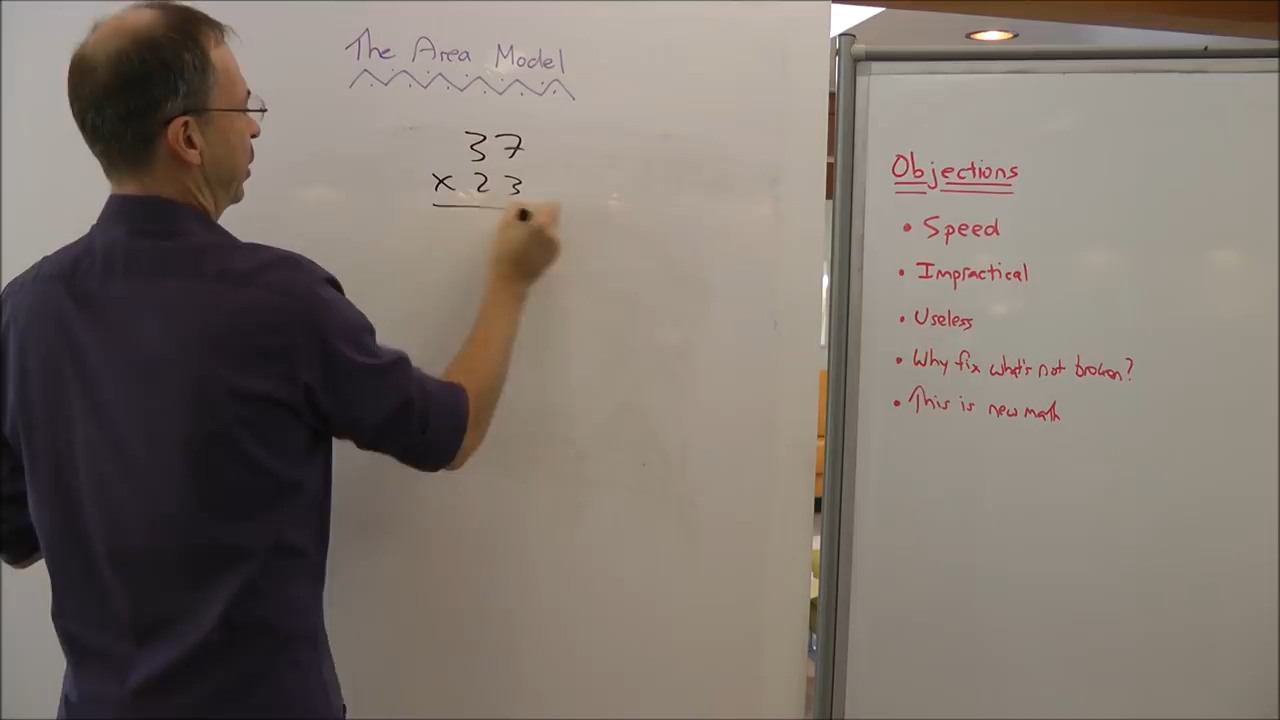 The Area Model
37
x 23
Objections
• Speed
• Impractical
• Useless
• Why fix what's not broken?
• This is new math